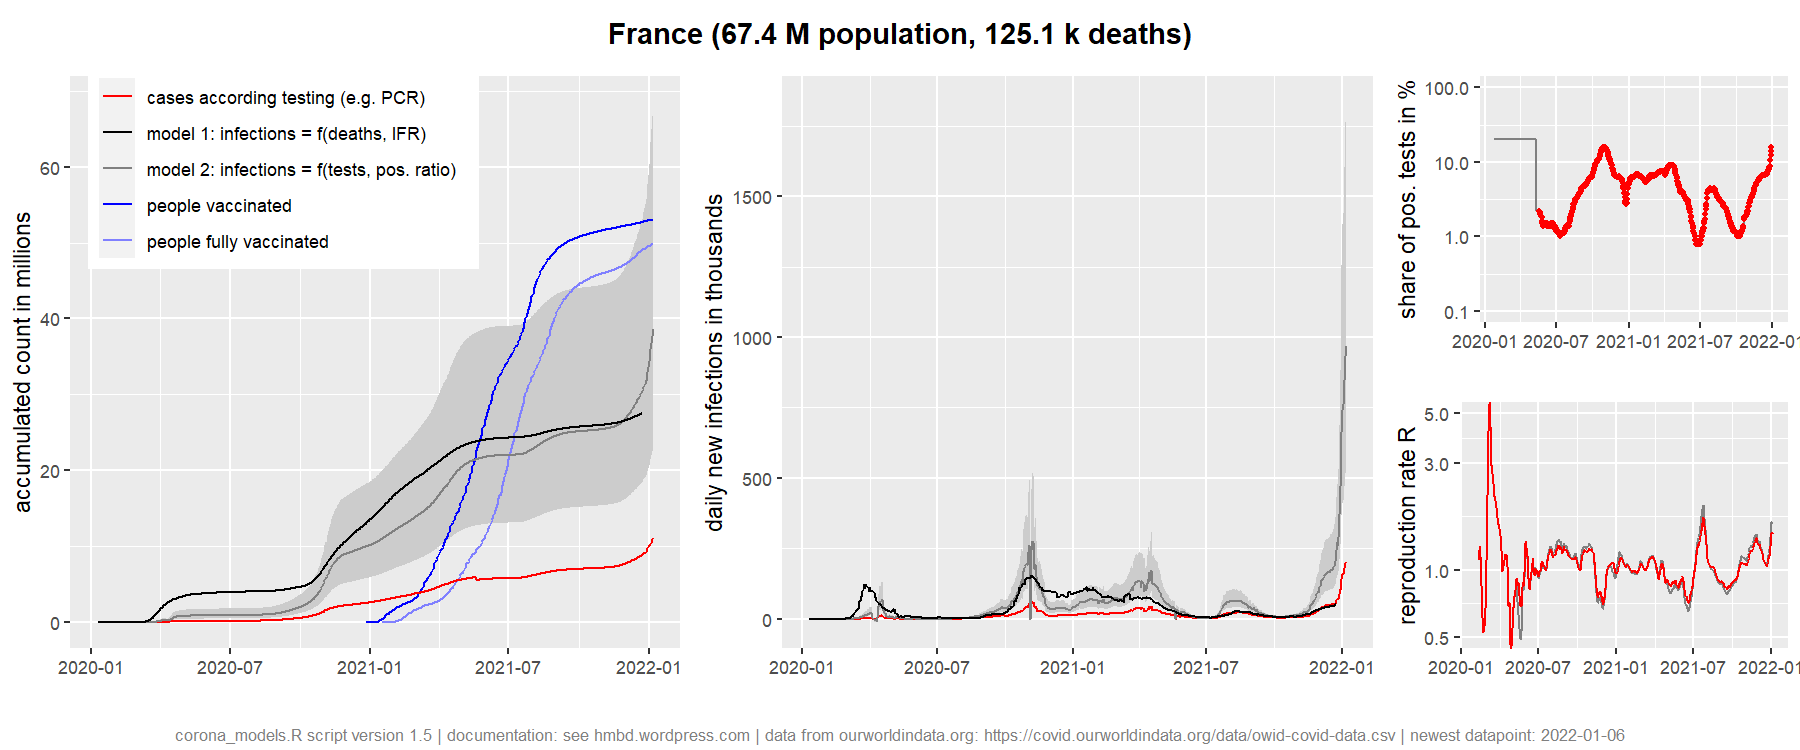 France (67.4 M population, 125.1 k deaths)
cases according testing (e.g. PCR)
model 1: infections = f(deaths, IFR)
model 2: infections = f(tests, pos. ratio)
people vaccinated
people fully vaccinated
accumulated count in millions
60
40
20
0
2020-01 2020-07 2021-01 2021-07 2022-01
daily new infections in thousands
1500
1000
500
0
2020-01 2020-07 2021-01 2021-07 2022-01
share of pos. tests in %
100.0
10.0
1.0
0.1
2020-01 2020-07 2021-01 2021-07 2022-01
reproduction rate R
5.0
3.0
1.0
0.5
2020-01 2020-07 2021-01 2021-07 2022-01
corona_models.R script version 1.5 | documentation: see hmbd.wordpress.com | data from ourworldindata.org: https://covid.ourworldindata.org/data/owid-covid-data.csv | newest datapoint: 2022-01-06